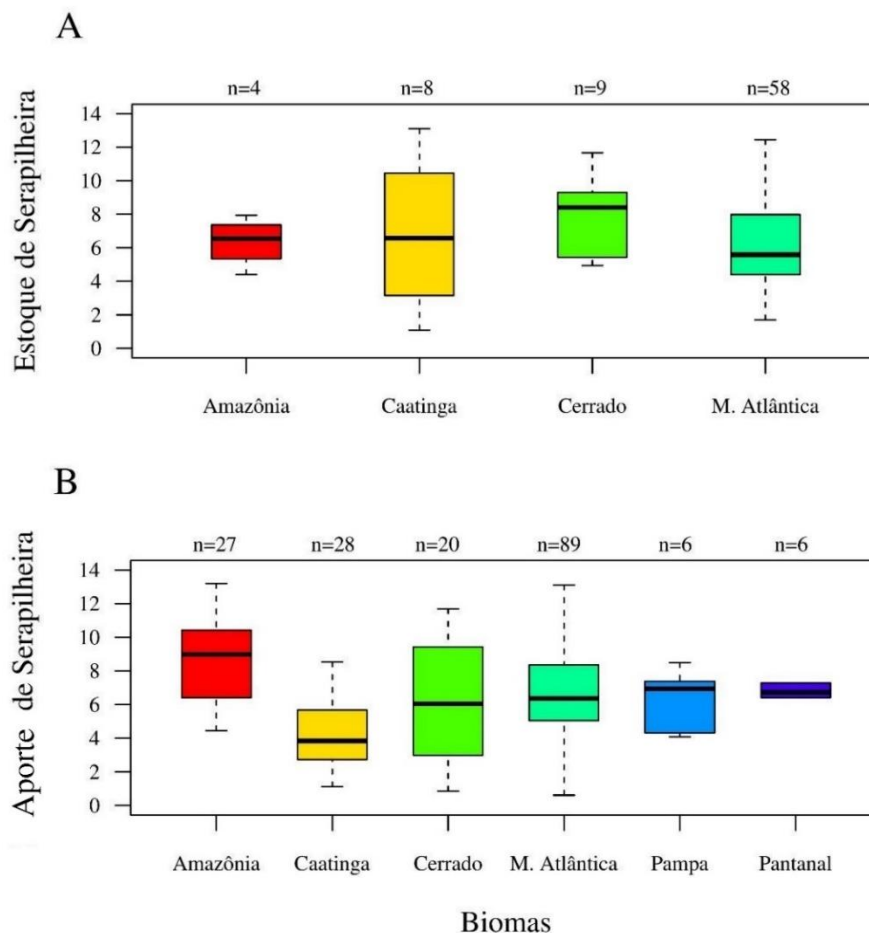 A
n=4 n=8 n=9 n=58
Estoque de Serapilheira
14
12
10
8
6
4
2
0
Amazônia Caatinga Cerrado M. Atlântica
B
n=27 n=28 n=20 n=89 n=6 n=6
Aporte de Serapilheira
14
12
10
8
6
4
2
0
Amazônia Caatinga Cerrado M. Atlântica Pampa Pantanal
Biomas